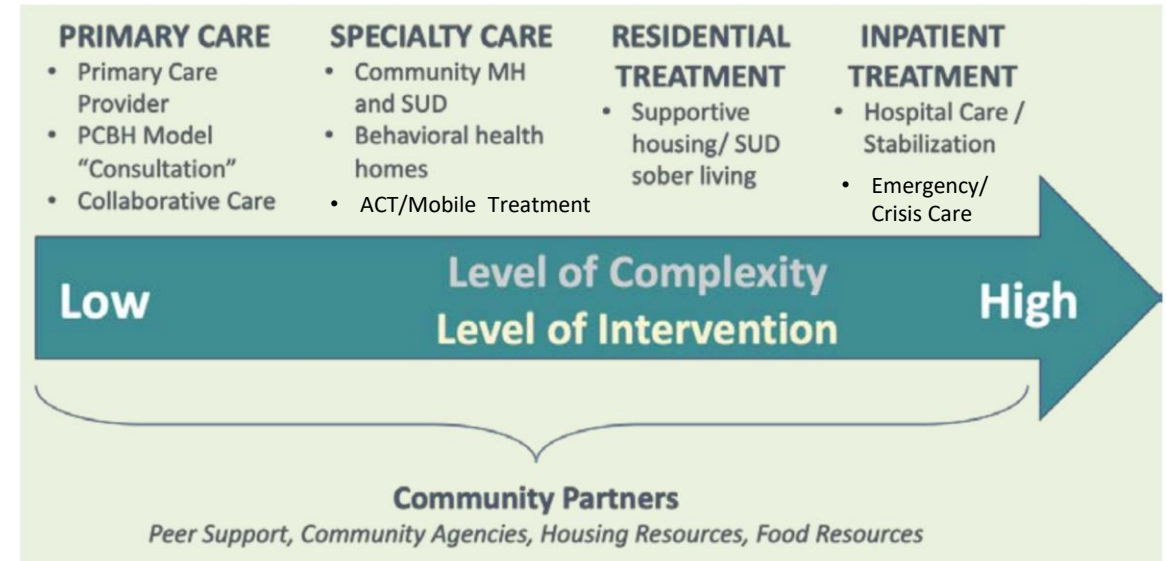 PRIMARY CARE
• Primary Care
Provider
• PCBH Model
“Consultation”
• Collaborative Care
SPECIALTY CARE
• Community MH
and SUD
• Behavioral health
homes
• ACT/Mobile Treatment
RESIDENTIAL
TREATMENT
• Supportive
housing/ SUD
sober living
INPATIENT
TREATMENT
• Hospital Care /
Stabilization
• Emergency/
Crisis Care
Low
Level of Complexity
Level of Intervention
High
Community Partners
Peer Support, Community Agencies, Housing Resources, Food Resources